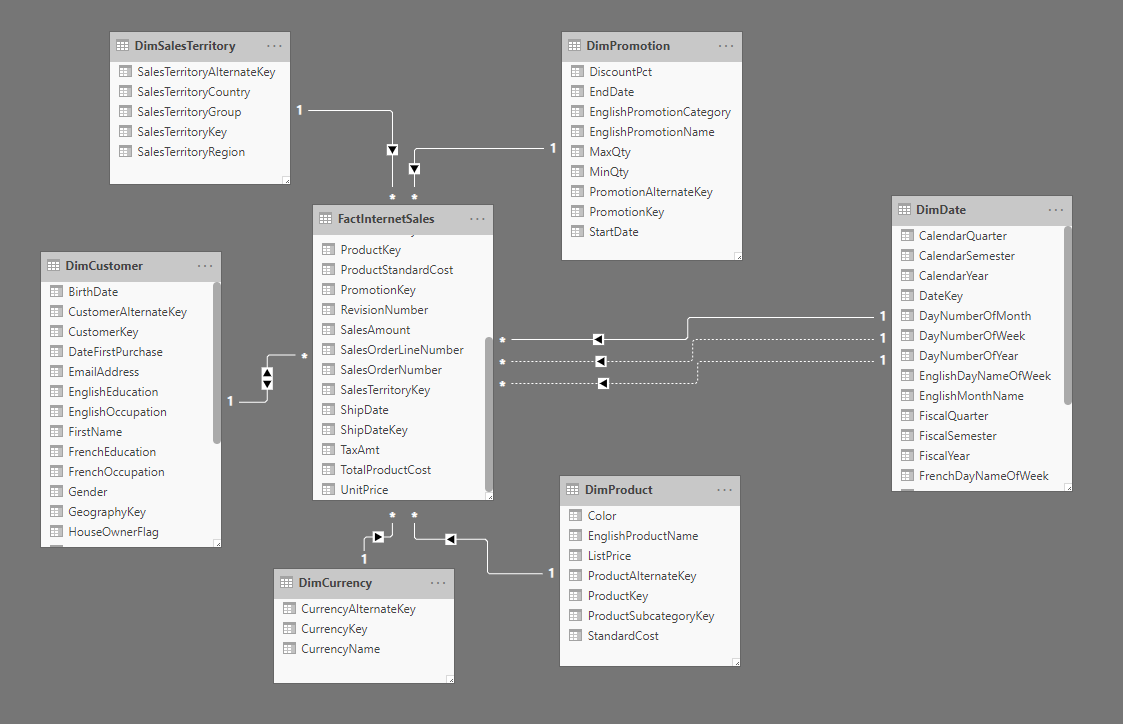 DimSalesTerritory ...
SalesTerritoryAlternateKey
SalesTerritoryCountry
SalesTerritoryGroup
SalesTerritoryKey
SalesTerritoryRegion
1
*
DimPromotion ...
DiscountPct
EndDate
EnglishPromotionCategory
EnglishPromotionName
MaxQty
MinQty
PromotionAlternateKey
PromotionKey
StartDate
1
*
FactInternetSales ...
ProductKey
ProductStandardCost
PromotionKey
RevisionNumber
SalesAmount
SalesOrderLineNumber
SalesOrderNumber
SalesTerritoryKey
ShipDate
ShipDateKey
TaxAmt
TotalProductCost
UnitPrice
DimDate ...
CalendarQuarter
CalendarSemester
CalendarYear
DateKey
DayNumberOfMonth
DayNumberOfWeek
DayNumberOfYear
EnglishDayNameOfWeek
EnglishMonthName
FiscalQuarter
FiscalSemester
FiscalYear
FrenchDayNameOfWeek
* 1
* 1
* 1
DimCustomer ...
BirthDate
CustomerAlternateKey
CustomerKey
DateFirstPurchase
EmailAddress
EnglishEducation
EnglishOccupation
FirstName
FrenchEducation
FrenchOccupation
Gender
GeographyKey
HouseOwnerFlag
1 *
DimProduct ...
Color
EnglishProductName
ListPrice
ProductAlternateKey
ProductKey
ProductSubcategoryKey
StandardCost
* 1
DimCurrency ...
CurrencyAlternateKey
CurrencyKey
CurrencyName
* 1